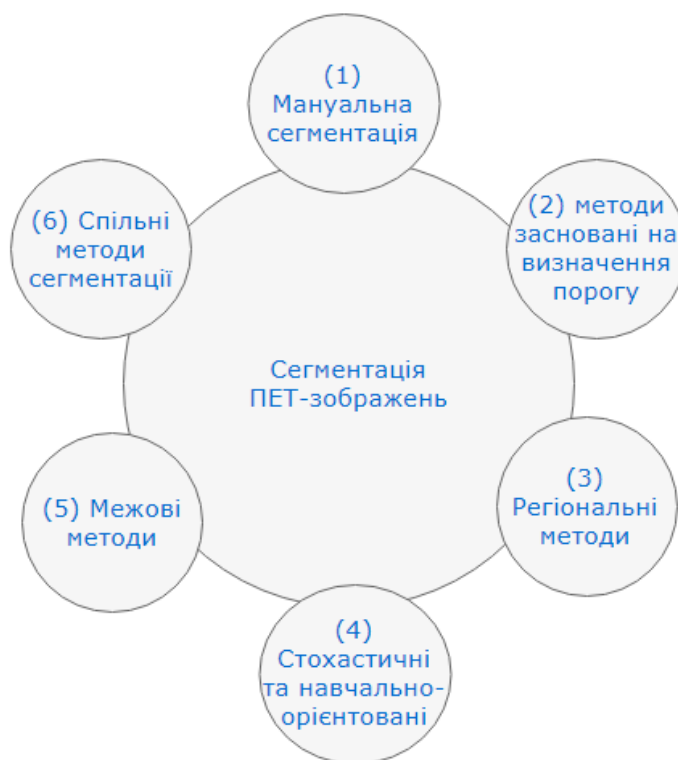 (1)
Мануальна
сегментація
(2) методи
засновані на
визначення
порогу
(3)
Регіональні
методи
(4)
Стохастичні
та навчально-
орієнтовані
(5) Межові
методи
(6) Спільні
методи
сегментації
Сегментація
ПЕТ-зображень